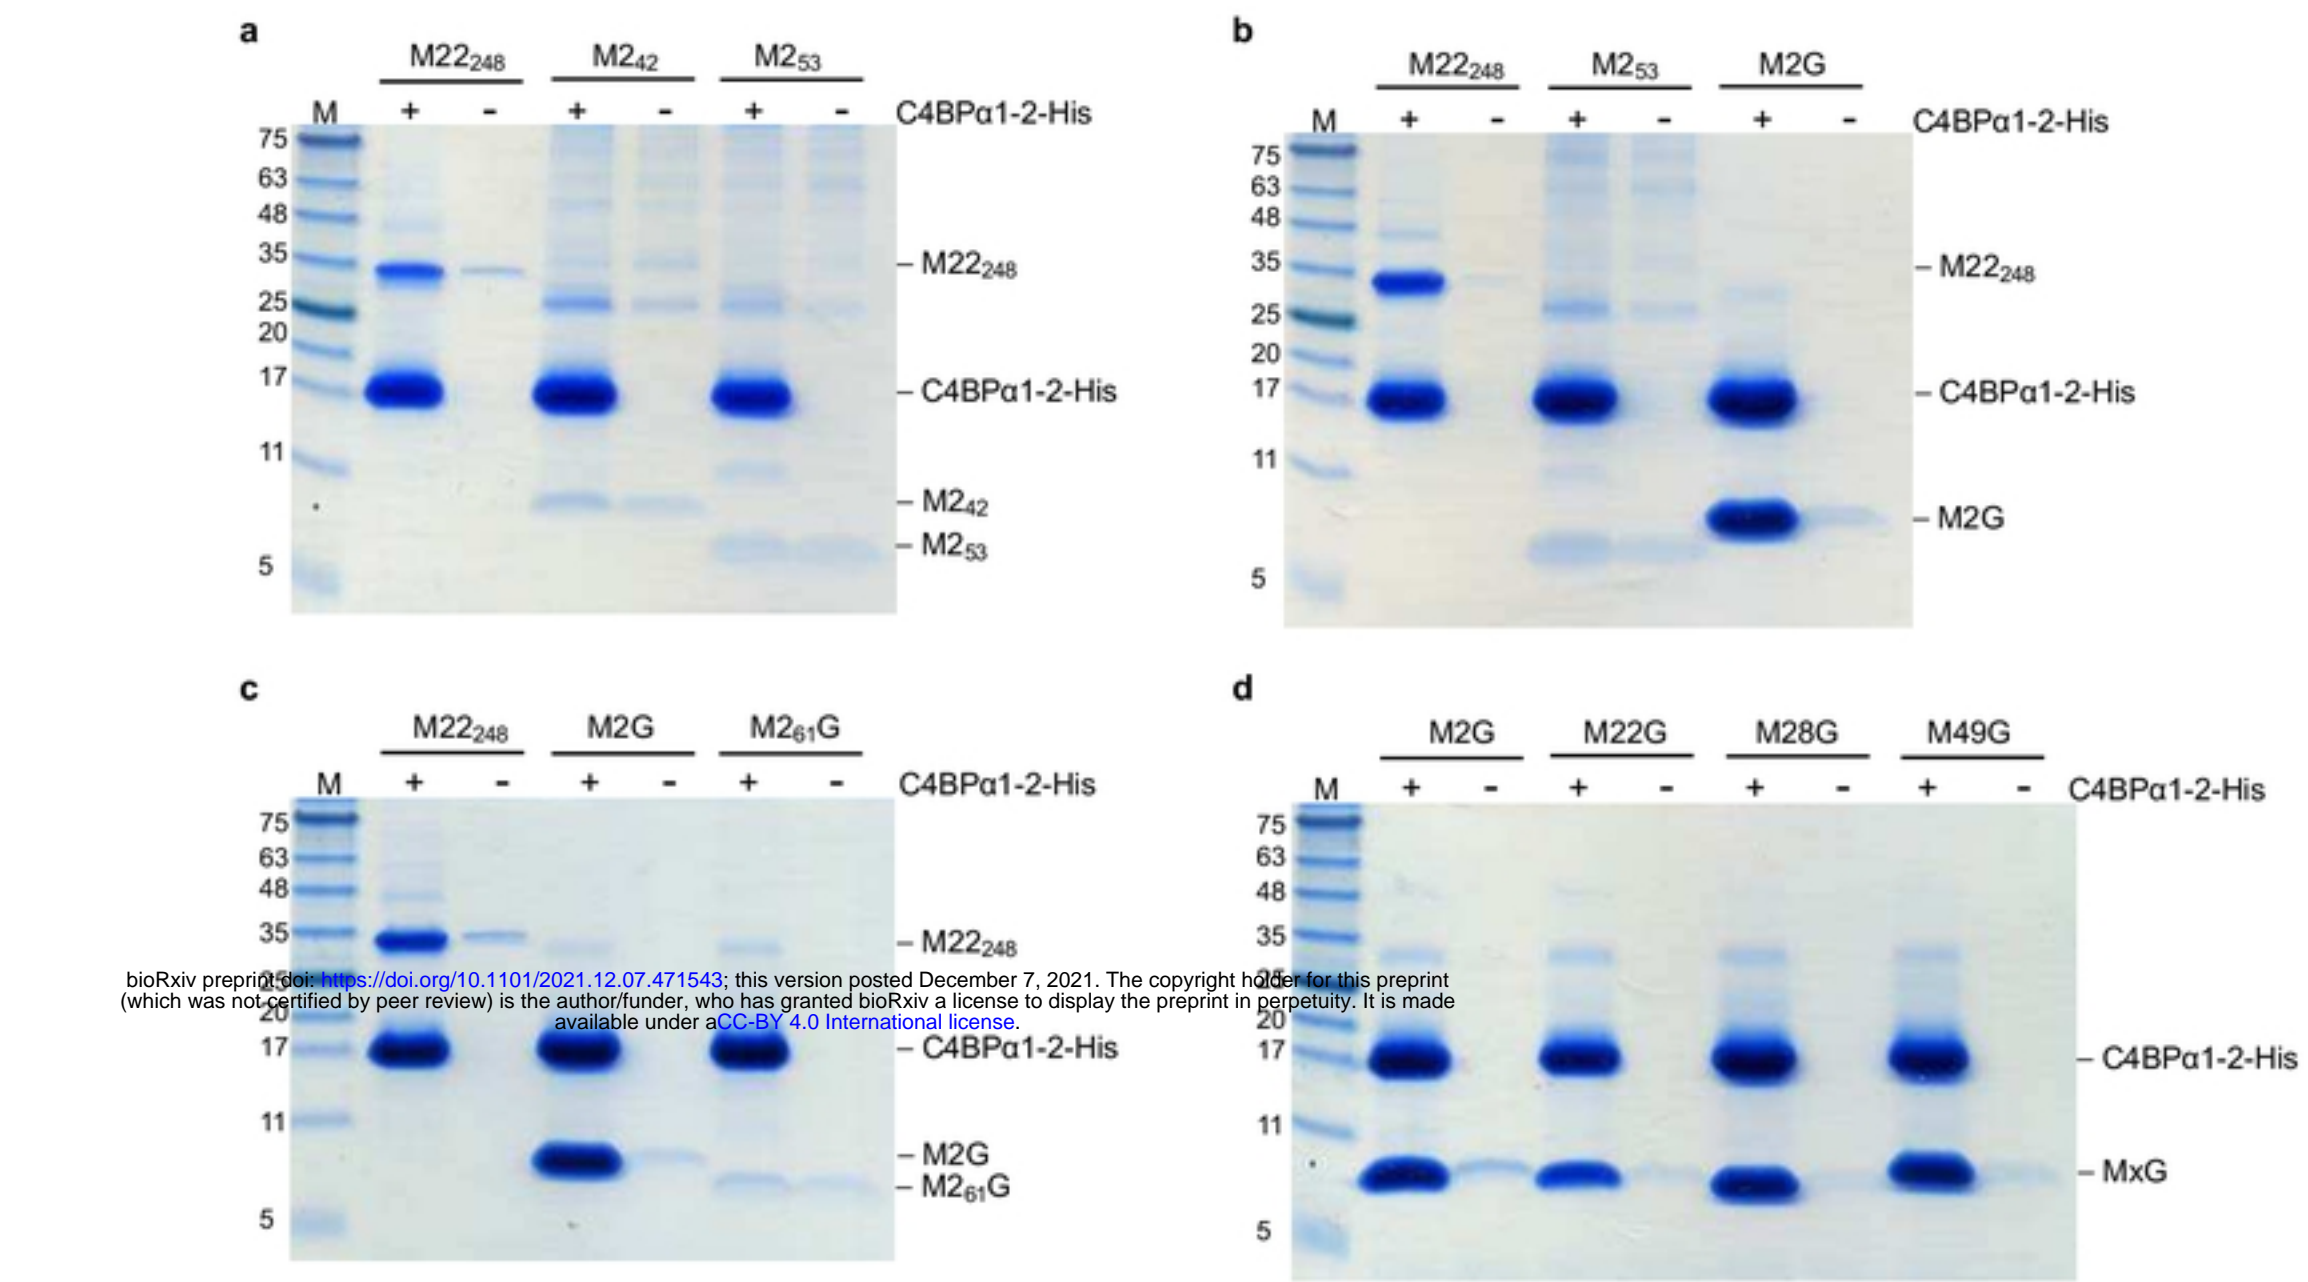 a
M22₂₄₈ M2₄₂ M2₅₃
M + - + - + - C4BPα1-2-His
75
63
48
35
M22₂₄₈
25
20
17
C4BPα1-2-His
11
M2₄₂
M2₅₃
5
b
M22₂₄₈ M2₅₃ M2G
M + - + - + - C4BPα1-2-His
75
63
48
35
M22₂₄₈
25
20
17
C4BPα1-2-His
11
M2G
5
c
M22₂₄₈ M2G M2₆₁G
M + - + - + - C4BPα1-2-His
75
63
48
35
M22₂₄₈
25
20
17
C4BPα1-2-His
11
M2G
M2₆₁G
5
d
M2G M22G M28G M49G
M + - + - + - + - C4BPα1-2-His
75
63
48
35
25
20
17
C4BPα1-2-His
11
MxG
5
bioRxiv preprint doi: https://doi.org/10.1101/2021.12.07.471543; this version posted December 7, 2021. The copyright holder for this preprint
(which was not certified by peer review) is the author/funder, who has granted bioRxiv a license to display the preprint in perpetuity. It is made
available under aCC-BY 4.0 International license.